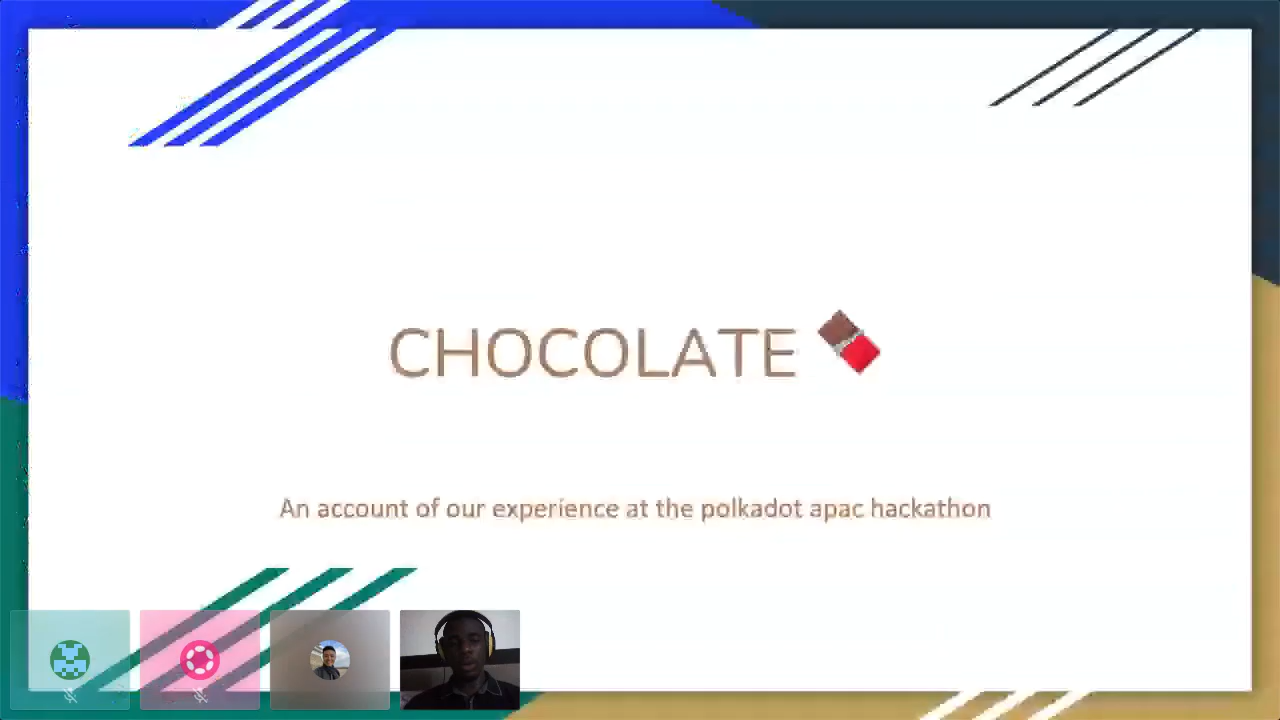 CHOCOLATE 🍫
An account of our experience at the polkadot apac hackathon